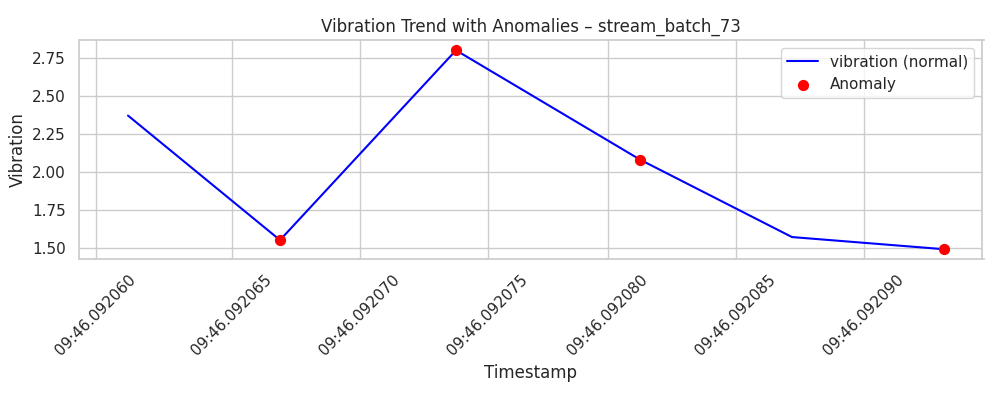 Vibration Trend with Anomalies – stream_batch_73
vibration (normal)
Anomaly
Vibration
2.75
2.50
2.25
2.00
1.75
1.50
09:46.092060
09:46.092065
09:46.092070
09:46.092075
09:46.092080
09:46.092085
09:46.092090
Timestamp